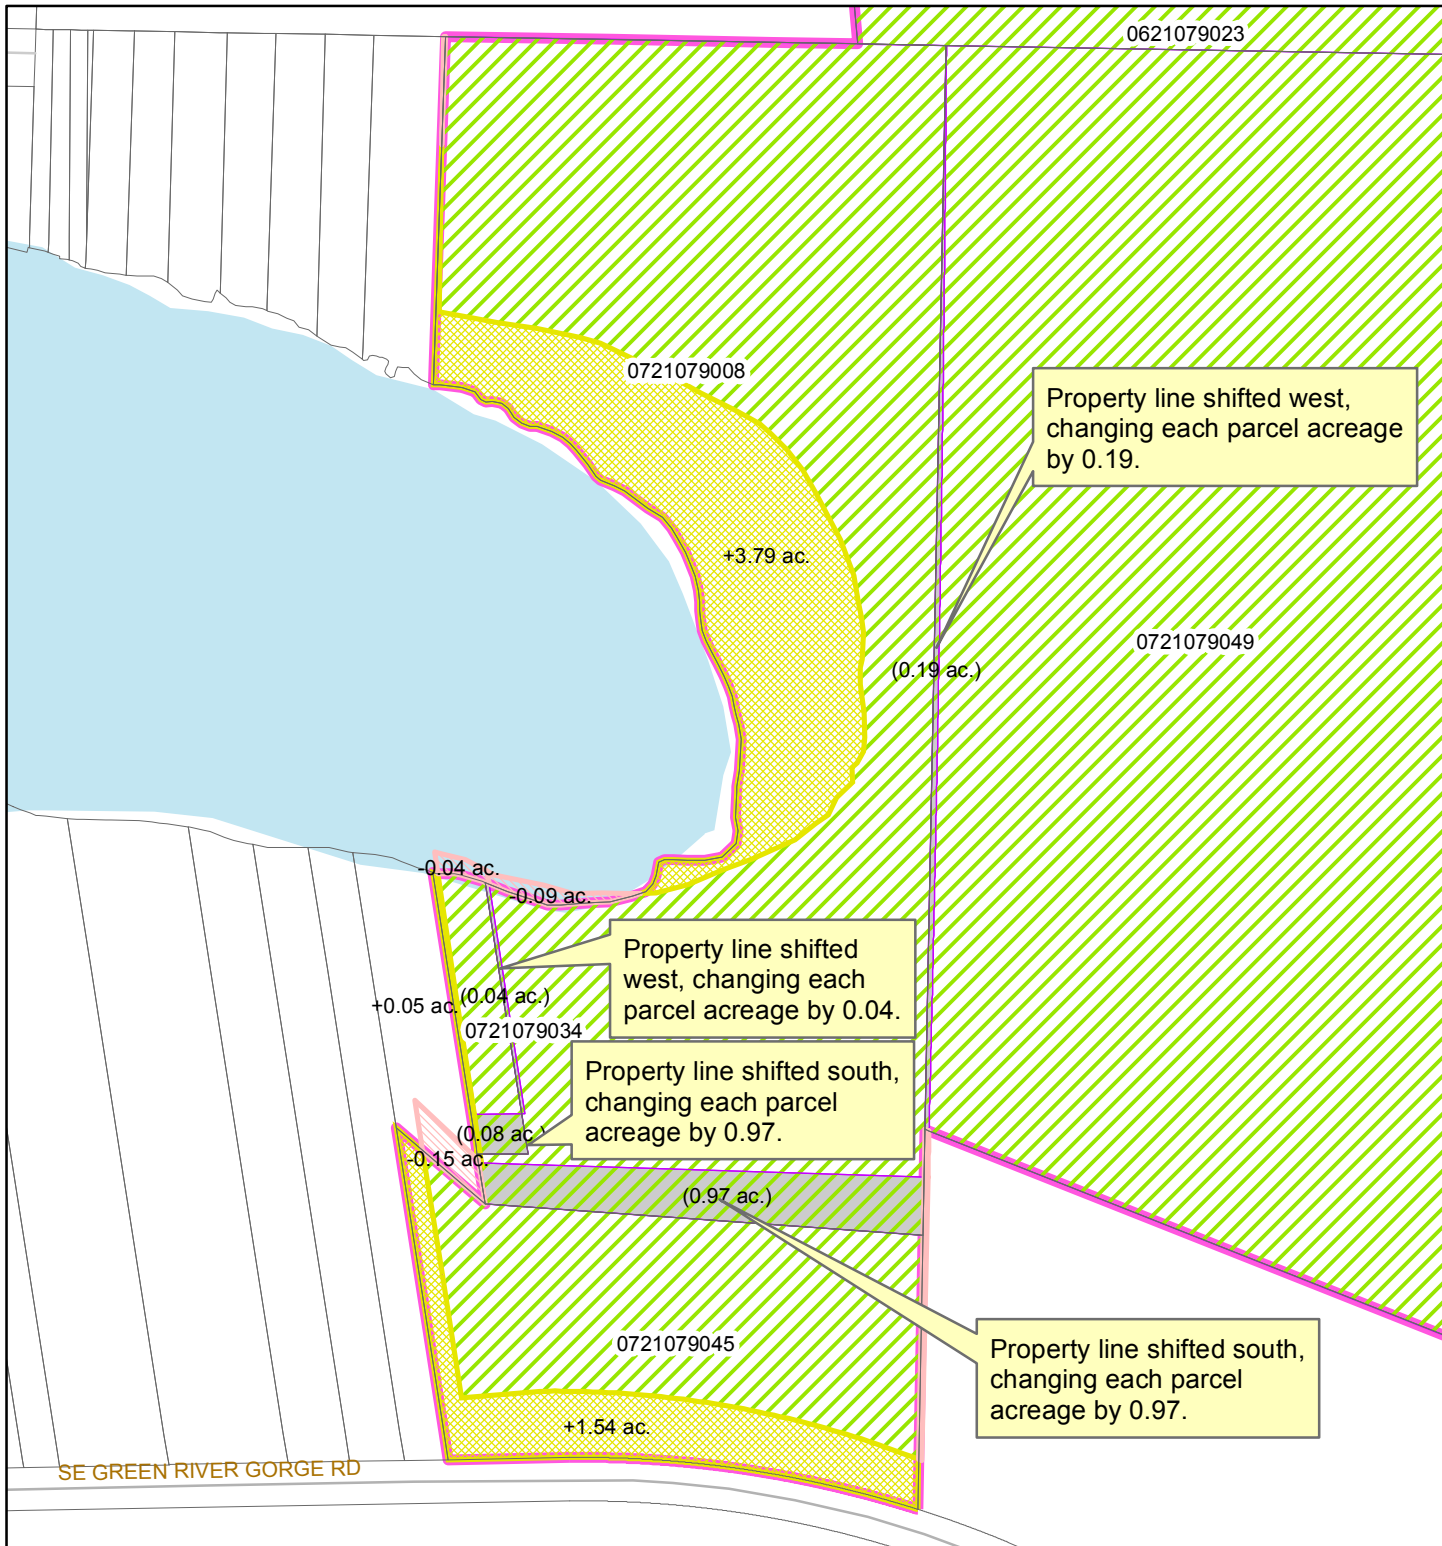 0621079023
0721079008
Property line shifted west,
changing each parcel acreage
by 0.19.
+3.79 ac.
0721079049
(0.19 ac.)
-0.04 ac.
-0.09 ac.
Property line shifted
west, changing each
parcel acreage by 0.04.
+0.05 ac.
(0.04 ac.)
0721079034
Property line shifted south,
changing each parcel
acreage by 0.97.
(0.08 ac.)
-0.15 ac.
(0.97 ac.)
0721079045
Property line shifted south,
changing each parcel
acreage by 0.97.
+1.54 ac.
SE GREEN RIVER GORGE RD